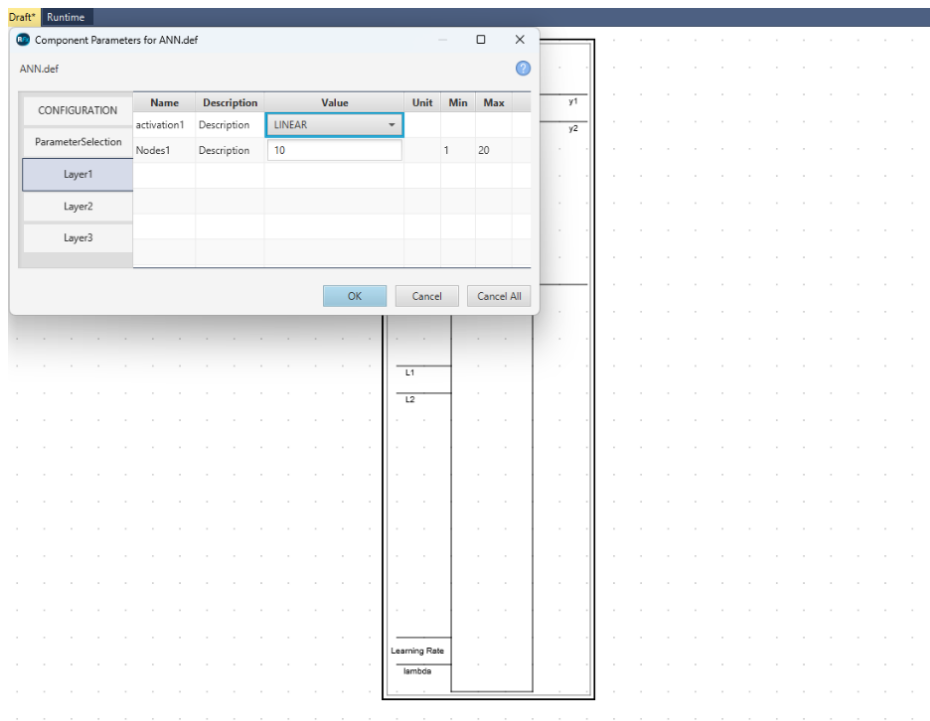 Draft* Runtime
Component Parameters for ANN.def
ANN.def
CONFIGURATION
ParameterSelection
Layer1
Layer2
Layer3
Name Description Value Unit Min Max
activation1 Description LINEAR
Nodes1 Description 10 1 20
OK Cancel Cancel All
y1
y2
L1
L2
Learning Rate
lambda